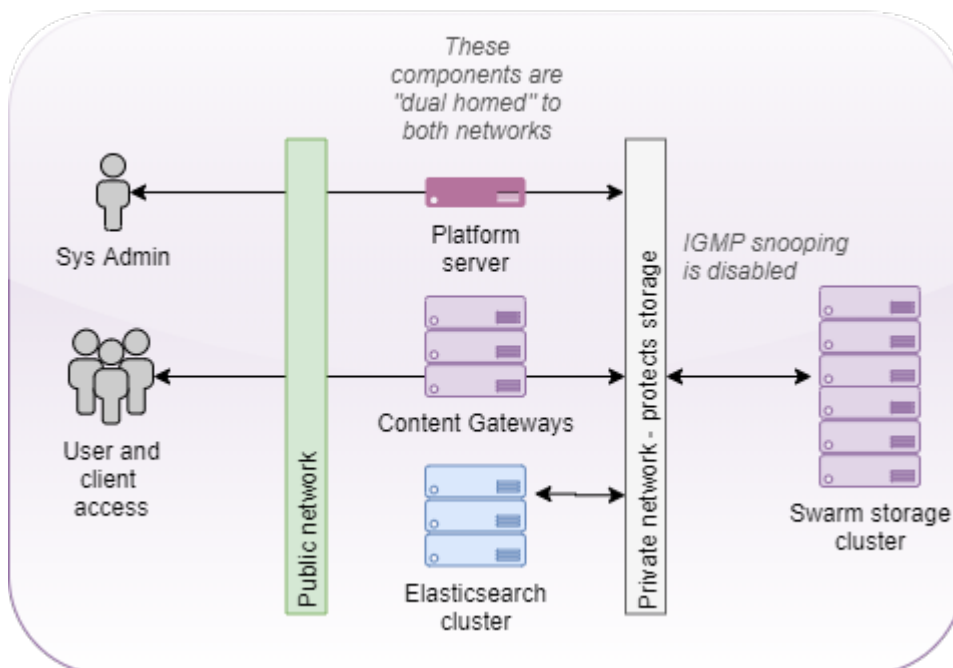 These
components are
"dual homed" to
both networks
Sys Admin
Platform
server
IGMP snooping
is disabled
User and
client
access
Public network
Content Gateways
Private network - protects storage
Elasticsearch
cluster
Swarm storage
cluster